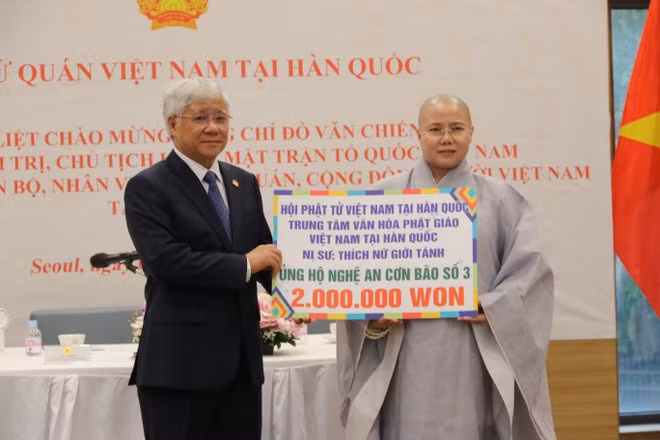 QUÁN VIỆT NAM TẠI HÀN QUỐC
LIỆT CHÀO MỪNG CHÍ ĐỖ VĂN CHIẾN
TRỊ, CHỦ TỊCH MẶT TRẬN TỔ QUỐC NAM
BỘ, NHÂN QUÁN, CỘNG VIỆT NAM
Seoul,
HỘI PHẬT TỬ VIỆT NAM TẠI HÀN QUỐC
TRUNG TÂM VĂN HÓA PHẬT GIÁO
VIỆT NAM TẠI HÀN QUỐC
NI SƯ: THÍCH NỮ GIỚI TÁNH
ỦNG HỘ NGHỆ AN CƠN BÃO SỐ 3
2.000.000 WON